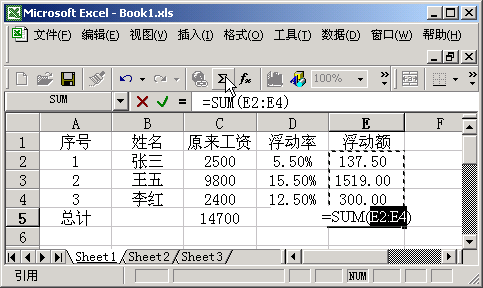 Microsoft Excel - Book1.xls
文件(F) 编辑(E) 视图(V) 插入(I) 格式(O) 工具(T) 数据(D) 窗口(W) 帮助(H)
Σ fx 100%
SUM =SUM(E2:E4)
A B C D E F
1 序号 姓名 原来工资 浮动率 浮动额
2 1 张三 2500 5.50% 137.50
3 2 王五 9800 15.50% 1519.00
4 3 李红 2400 12.50% 300.00
5 总计 14700 =SUM(E2:E4)
6
Sheet1 Sheet2 Sheet3
引用 NUM